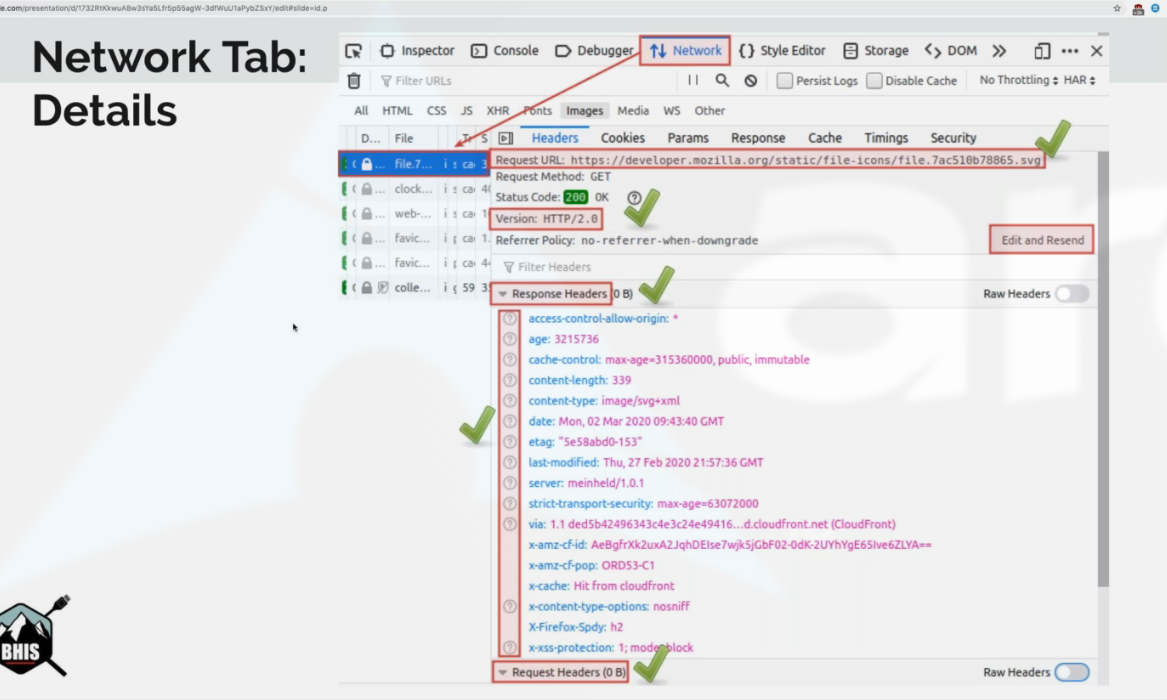 Network Tab:
Details
Inspector Console Debugger Network Style Editor Storage DOM
Filter URLs Persist Logs Disable Cache No Throttling HAR
All HTML CSS JS XHR Fonts Images Media WS Other
D... File Tr S Headers Cookies Params Response Cache Timings Security
file.7... i s ca 3
Request URL: https://developer.mozilla.org/static/file-icons/file.7ac510b78865.svg
Request Method: GET
clock... i s ca 40
Status Code: 200 OK
web-... i s ca
Version: HTTP/2.0
favic...
Referrer Policy: no-referrer-when-downgrade
Edit and Resend
favic...
Filter Headers
colle... i g 59
Response Headers (0 B) Raw Headers
access-control-allow-origin: *
age: 3215736
cache-control: max-age=315360000, public, immutable
content-length: 339
content-type: image/svg+xml
date: Mon, 02 Mar 2020 09:43:40 GMT
etag: "5e58abd0-153"
last-modified: Thu, 27 Feb 2020 21:57:36 GMT
server: meinheld/1.0.1
strict-transport-security: max-age=63072000
via: 1.1 ded5b42496343c4e3c24e49416...d.cloudfront.net (CloudFront)
x-amz-cf-id: AeBgfrXk2uxA2JqhDEIse7wjk5jGbF02-0dK-2UYhYgE65Ive6ZLYA==
x-amz-cf-pop: ORD53-C1
x-cache: Hit from cloudfront
x-content-type-options: nosniff
X-Firefox-Spdy: h2
x-xss-protection: 1; mode=block
Request Headers (0 B) Raw Headers
BHIS